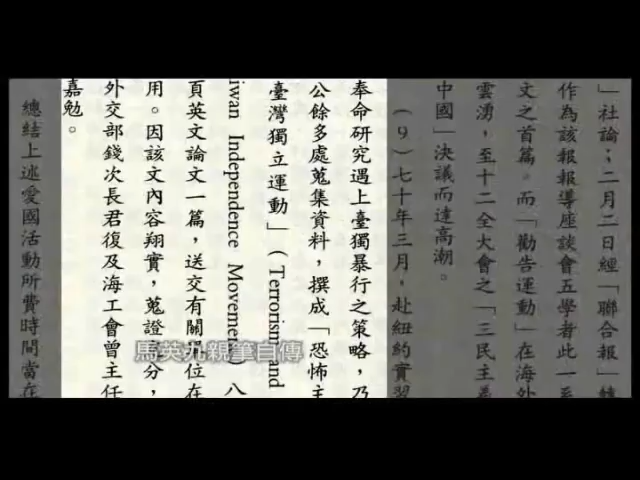 」社論；二月二日經「聯合報」
作為該報報導座談會五學者此一系
文之首篇。而「勸告運動」在海外
雲湧，至十二全大會之「三民主義
中國」決議而達高潮。
（9）七十年三月，赴紐約實習
奉命研究遇上臺獨暴行之策略，乃
公餘多處蒐集資料，撰成「恐怖主
臺灣獨立運動」（Terrorism and
iwan Independence Movement）八
頁英文論文一篇，送交有關單位在
用。因該文內容翔實，蒐證 分，
外交部錢次長君復及海工會曾主任
嘉勉。
總結上述愛國活動所費時間當在
馬英九親筆自傳